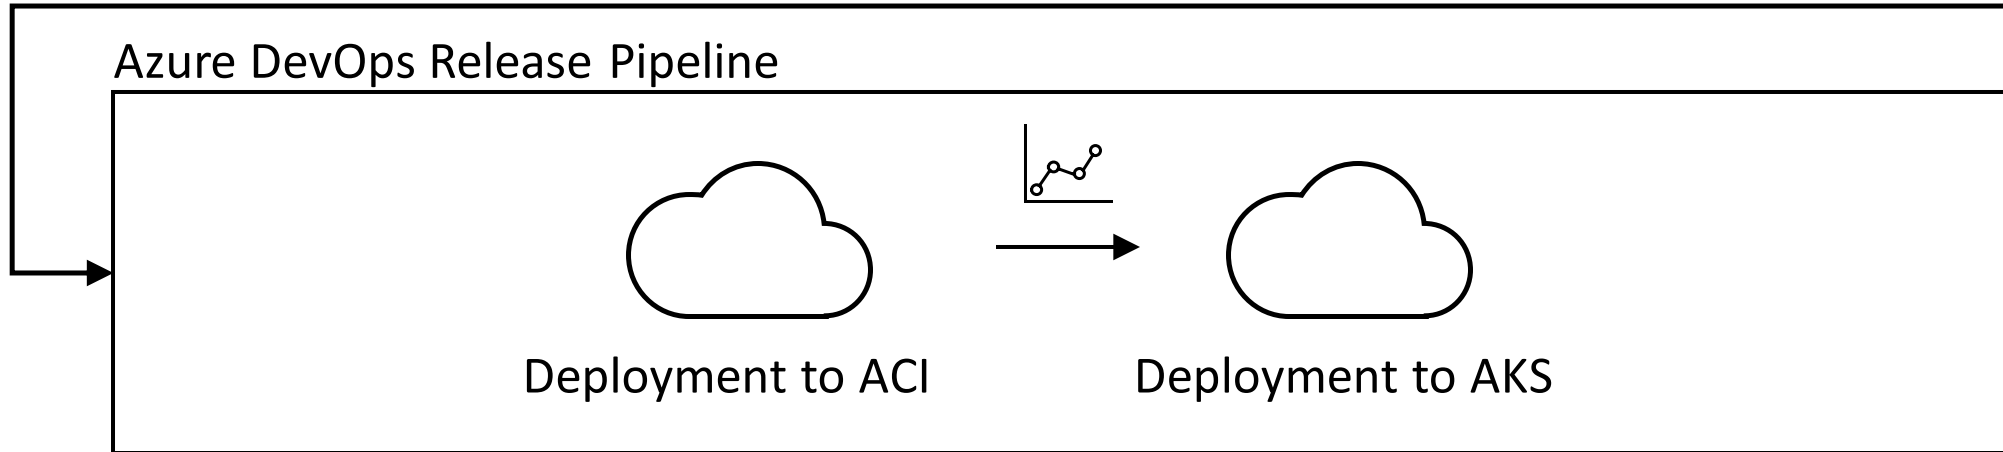 Azure DevOps Release Pipeline
Deployment to ACI
Deployment to AKS